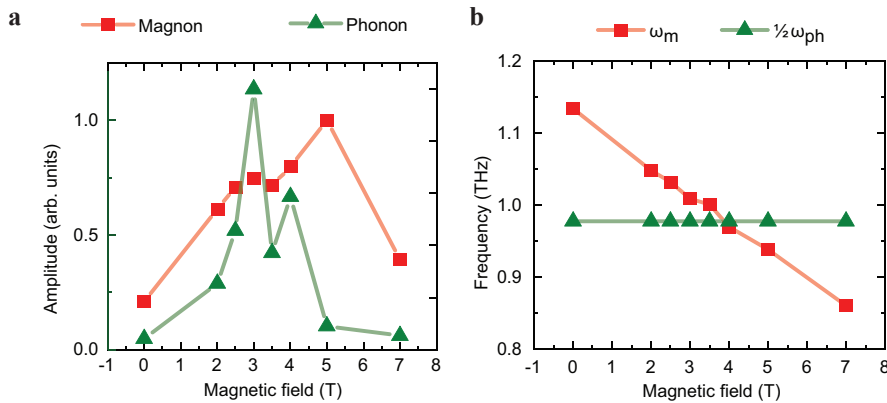 a
Magnon
Phonon
Amplitude (arb. units)
1.0
0.5
0.0
-1 0 1 2 3 4 5 6 7 8
Magnetic field (T)
b
ωm
½ωph
Frequency (THz)
1.2
1.1
1.0
0.9
0.8
-1 0 1 2 3 4 5 6 7 8
Magnetic field (T)